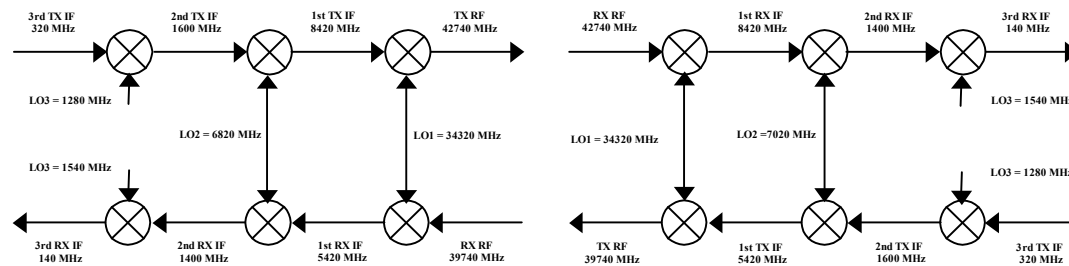 3rd TX IF
320 MHz
2nd TX IF
1600 MHz
1st TX IF
8420 MHz
TX RF
42740 MHz
LO3 = 1280 MHz
LO2 = 6820 MHz
LO1 = 34320 MHz
LO3 = 1540 MHz
3rd RX IF
140 MHz
2nd RX IF
1400 MHz
1st RX IF
5420 MHz
RX RF
39740 MHz
RX RF
42740 MHz
1st RX IF
8420 MHz
2nd RX IF
1400 MHz
3rd RX IF
140 MHz
LO3 = 1540 MHz
LO1 = 34320 MHz
LO2 =7020 MHz
LO3 = 1280 MHz
TX RF
39740 MHz
1st TX IF
5420 MHz
2nd TX IF
1600 MHz
3rd TX IF
320 MHz